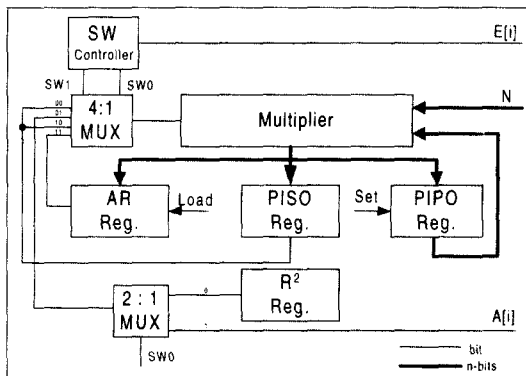 SW
Controller
E[i]
SW1
SW0
00
01
10
11
4:1
MUX
Multiplier
N
AR
Reg.
Load
PISO
Reg.
Set
PIPO
Reg.
2 : 1
MUX
0
R²
Reg.
A[i]
SW0
bit
n-bits